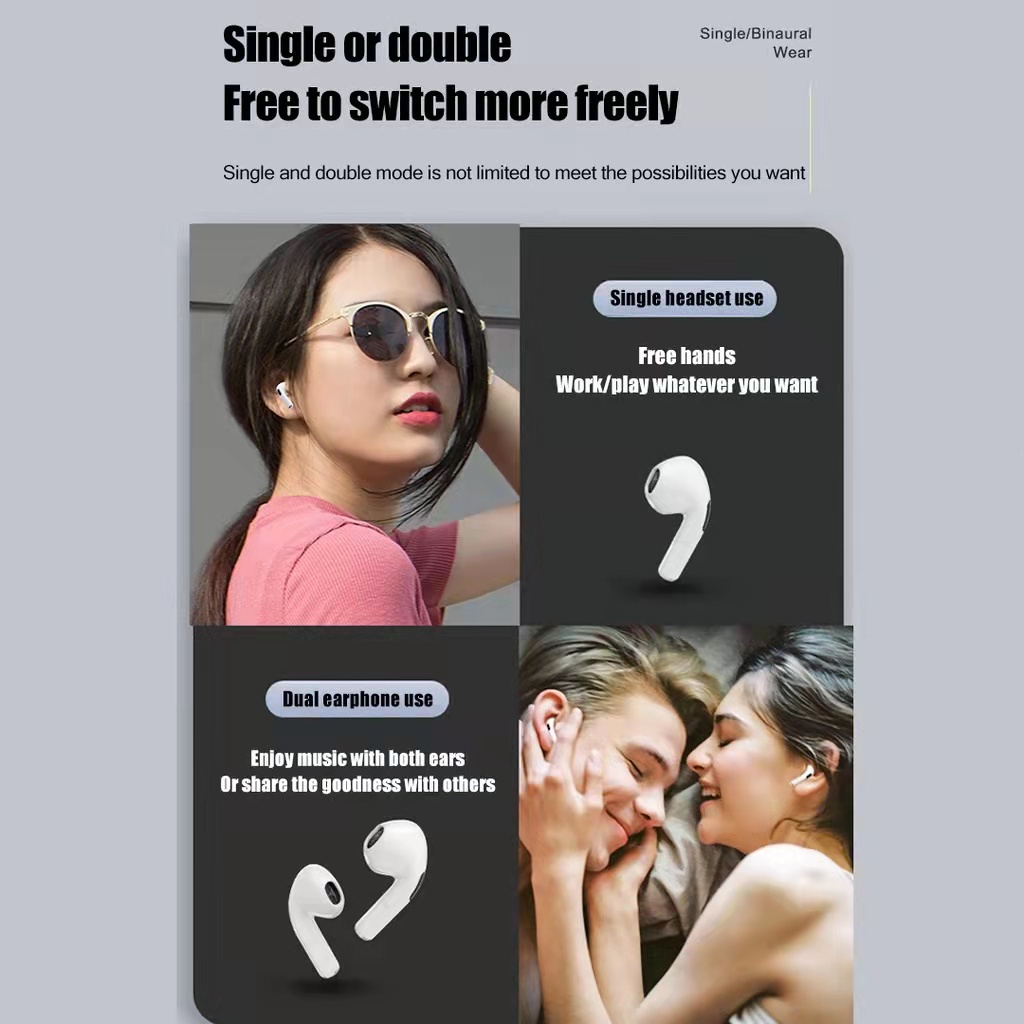 Single or double
Free to switch more freely
Single/Binaural
Wear
Single and double mode is not limited to meet the possibilities you want
Single headset use
Free hands
Work/play whatever you want
Dual earphone use
Enjoy music with both ears
Or share the goodness with others